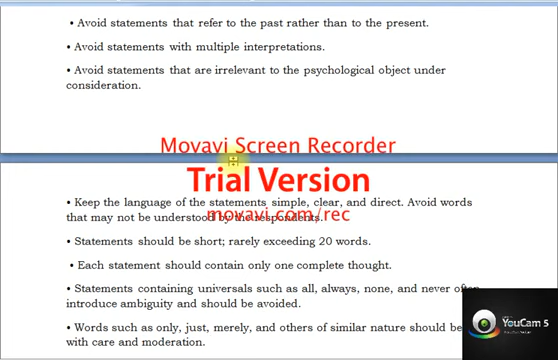 • Avoid statements that refer to the past rather than to the present.
• Avoid statements with multiple interpretations.
• Avoid statements that are irrelevant to the psychological object under
consideration.
Movavi Screen Recorder
Trial Version
• Keep the language of the statements simple, clear, and direct. Avoid words
that may not be understood by the respondents.
movavi.com/rec
• Statements should be short; rarely exceeding 20 words.
• Each statement should contain only one complete thought.
• Statements containing universals such as all, always, none, and never often
introduce ambiguity and should be avoided.
YouCam 5
• Words such as only, just, merely, and others of similar nature should be
with care and moderation.